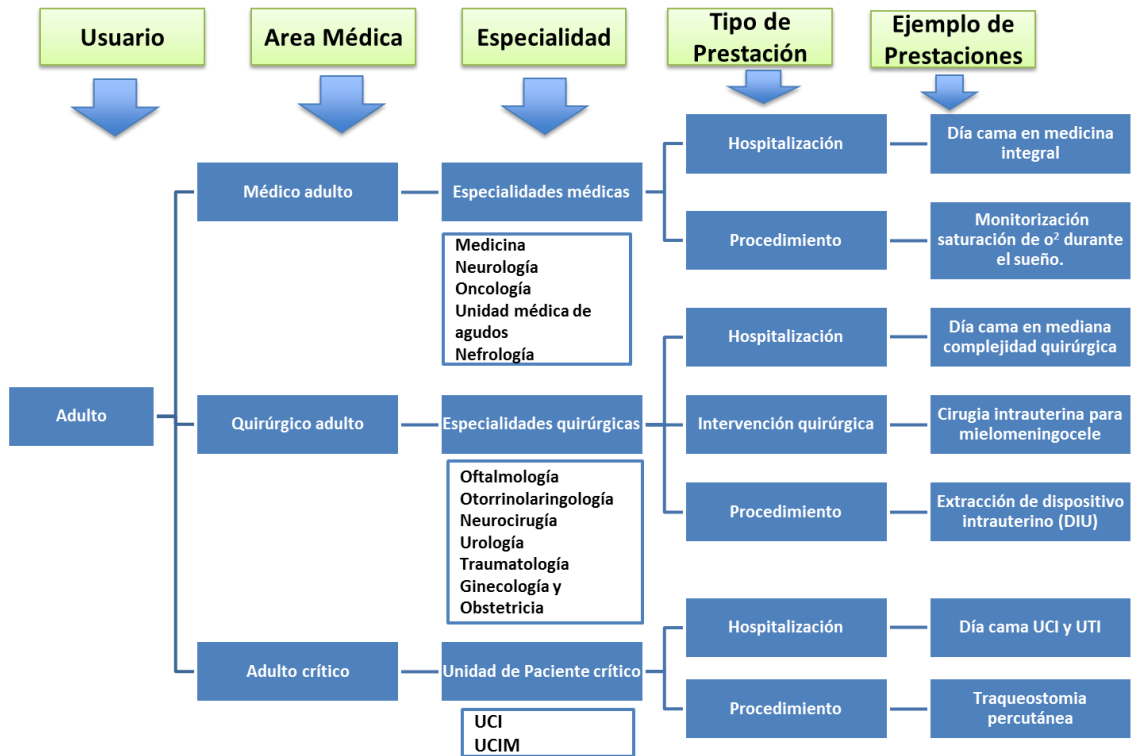 Usuario
Area Médica
Especialidad
Tipo de
Prestación
Ejemplo de
Prestaciones
Adulto
Médico adulto
Especialidades médicas
Medicina
Neurología
Oncología
Unidad médica de
agudos
Nefrología
Hospitalización
Día cama en medicina
integral
Procedimiento
Monitorización
saturación de o² durante
el sueño.
Quirúrgico adulto
Especialidades quirúrgicas
Oftalmología
Otorrinolaringología
Neurocirugía
Urología
Traumatología
Ginecología y
Obstetricia
Hospitalización
Día cama en mediana
complejidad quirúrgica
Intervención quirúrgica
Cirugia intrauterina para
mielomeningocele
Procedimiento
Extracción de dispositivo
intrauterino (DIU)
Adulto crítico
Unidad de Paciente crítico
UCI
UCIM
Hospitalización
Día cama UCI y UTI
Procedimiento
Traqueostomia
percutánea